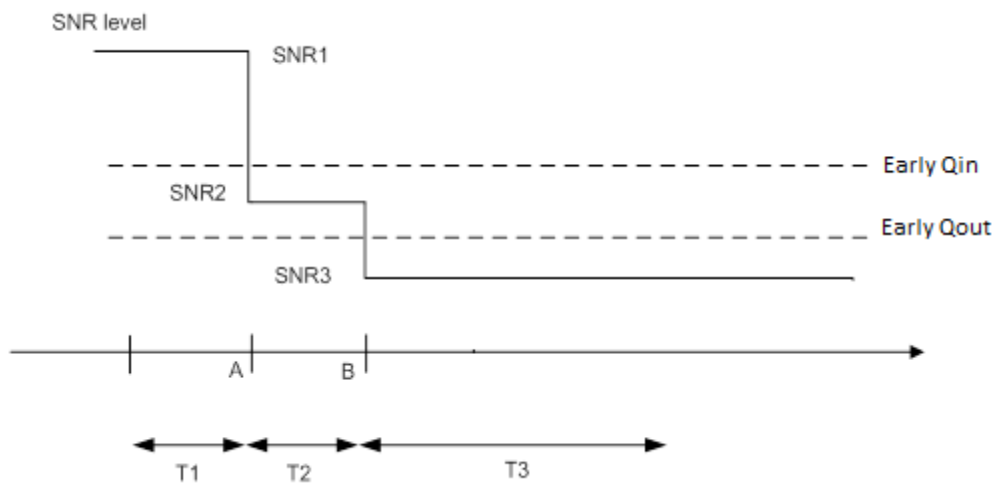 SNR level
SNR1
Early Qin
SNR2
Early Qout
SNR3
A
B
T1
T2
T3